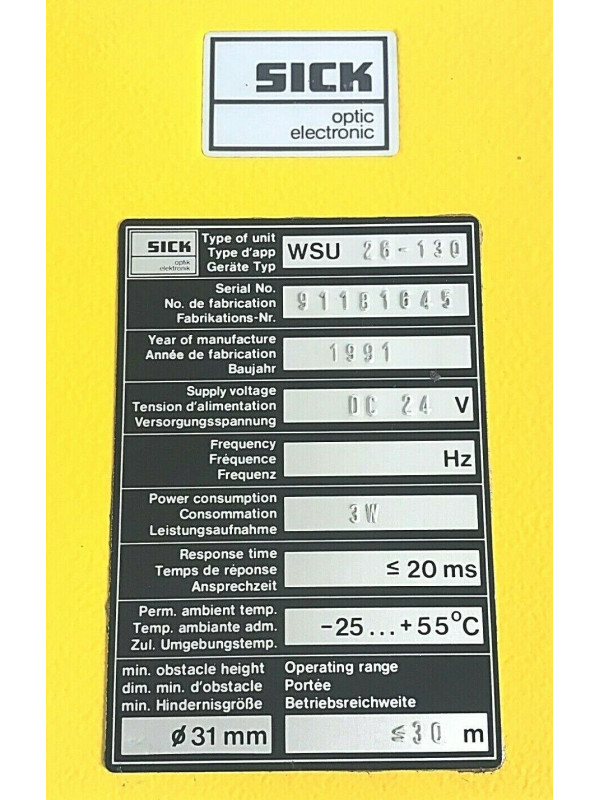 SICK
optic
electronic
SICK
optik
elektronik
Type of unit
Type d'app
Geräte Typ
WSU 26-130
Serial No.
No. de fabrication
Fabrikations-Nr.
91181645
Year of manufacture
Année de fabrication
Baujahr
1991
Supply voltage
Tension d'alimentation
Versorgungsspannung
DC 24 V
Frequency
Fréquence
Frequenz
Hz
Power consumption
Consommation
Leistungsaufnahme
3W
Response time
Temps de réponse
Ansprechzeit
≤ 20 ms
Perm. ambient temp.
Temp. ambiante adm.
Zul. Umgebungstemp.
-25...+55°C
min. obstacle height
dim. min. d'obstacle
min. Hindernisgröße
ø 31 mm
Operating range
Portée
Betriebsreichweite
≤30 m